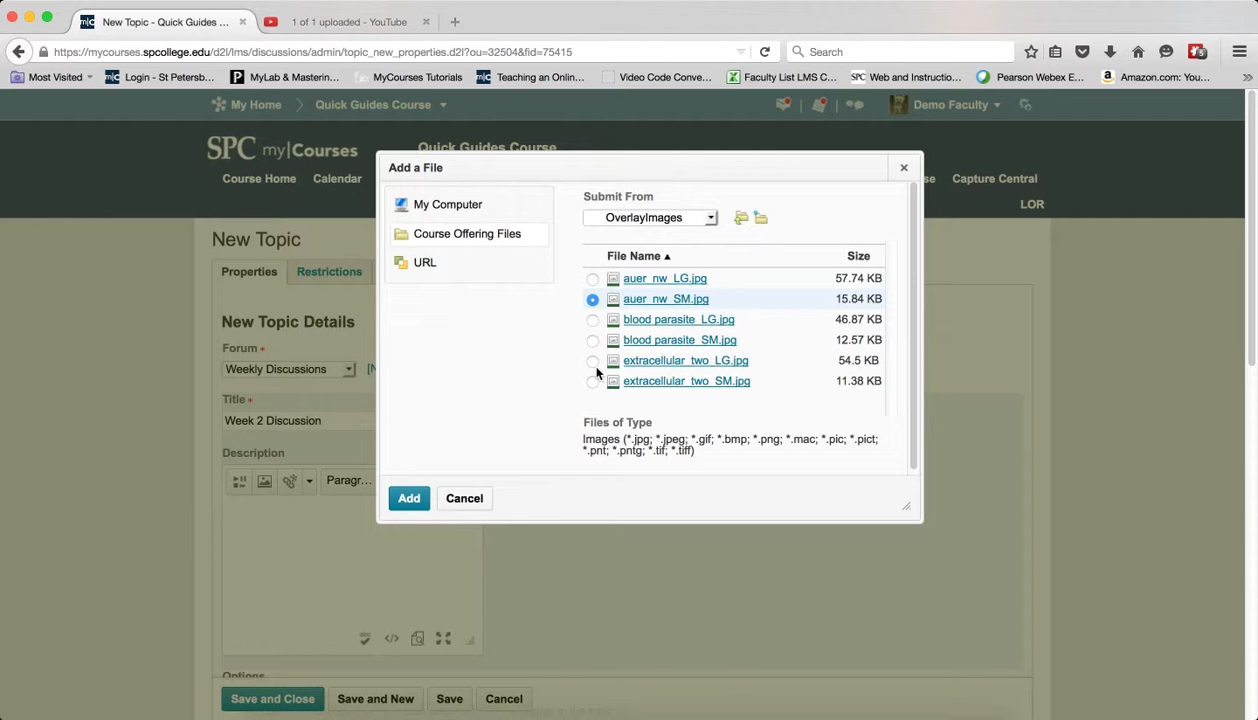 New Topic - Quick Guides ...
1 of 1 uploaded - YouTube
https://mycourses.spcollege.edu/d2l/lms/discussions/admin/topic_new_properties.d2l?ou=32504&fid=75415
Search
Most Visited
Login - St Petersb...
MyLab & Masterin...
MyCourses Tutorials
Teaching an Onlin...
Video Code Conve...
Faculty List LMS C...
Web and Instructio...
Pearson Webex E...
Amazon.com: You...
My Home
Quick Guides Course
Demo Faculty
SPC my|Courses
Quick Guides Course
Course Home
Calendar
se
Capture Central
LOR
New Topic
Properties
Restrictions
New Topic Details
Forum *
Weekly Discussions
Title *
Week 2 Discussion
Description
Paragr...
Options
Save and Close
Save and New
Save
Cancel
Add a File
My Computer
Course Offering Files
URL
Submit From
OverlayImages
File Name
Size
auer_nw_LG.jpg 57.74 KB
auer_nw_SM.jpg 15.84 KB
blood parasite_LG.jpg 46.87 KB
blood parasite_SM.jpg 12.57 KB
extracellular_two_LG.jpg 54.5 KB
extracellular_two_SM.jpg 11.38 KB
Files of Type
Images (*.jpg; *.jpeg; *.gif; *.bmp; *.png; *.mac; *.pic; *.pict;
*.pnt; *.pntg; *.tif; *.tiff)
Add
Cancel